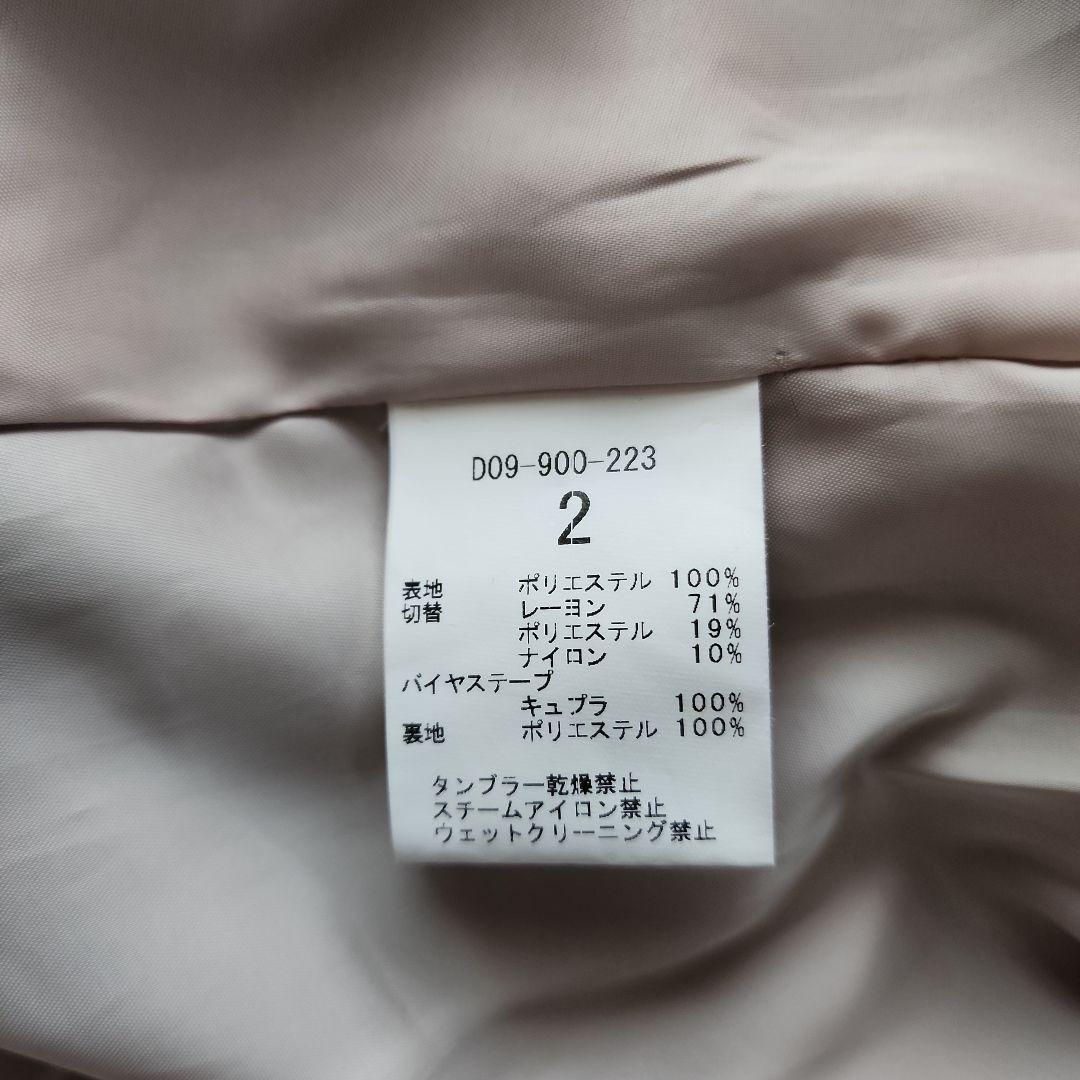 D09-900-223
2
表地 ポリエステル 100%
切替 レーヨン 71%
ポリエステル 19%
ナイロン 10%
バイヤステープ
キュプラ 100%
裏地 ポリエステル 100%
タンブラー乾燥禁止
スチームアイロン禁止
ウェットクリーニング禁止